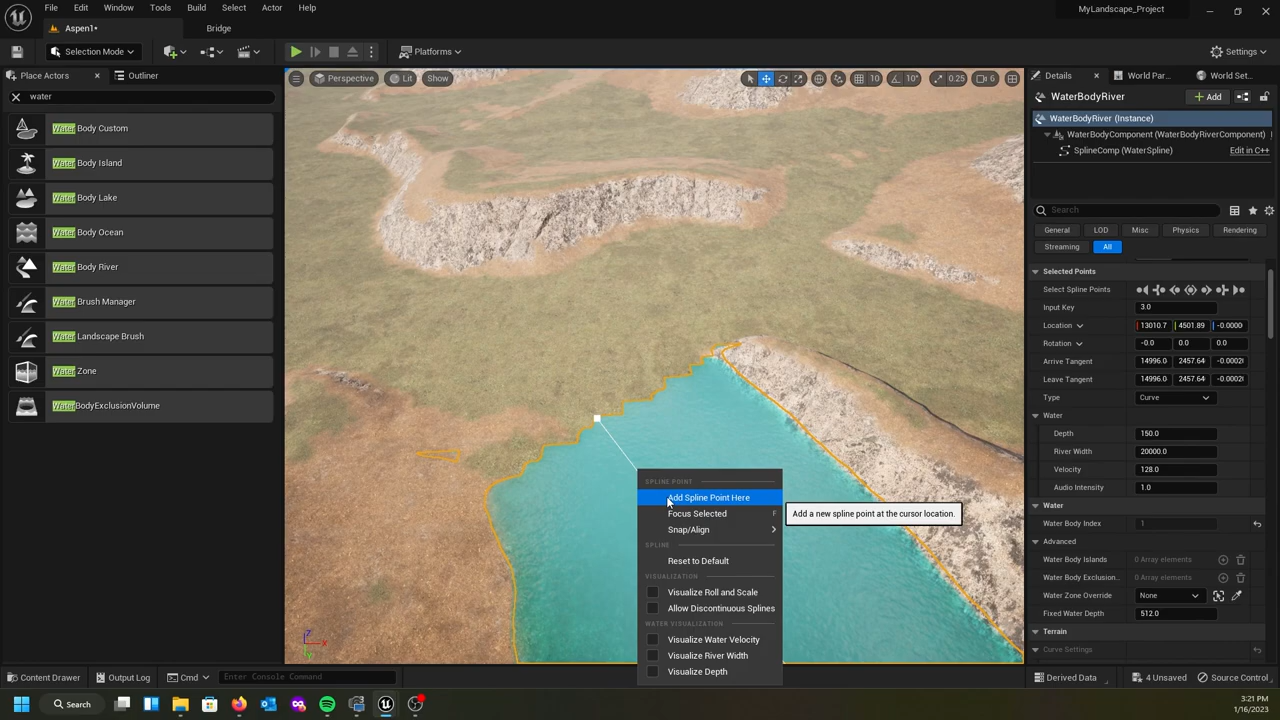 File Edit Window Tools Build Select Actor Help
MyLandscape_Project
Aspen1*
Bridge
Selection Mode
Platforms
Settings
Place Actors
Outliner
Perspective
Lit
Show
10
10°
0.25
6
Details
World Par...
World Set...
water
WaterBodyRiver
Add
Water Body Custom
WaterBodyRiver (Instance)
WaterBodyComponent (WaterBodyRiverComponent)
SplineComp (WaterSpline)
Edit in C++
Water Body Island
Water Body Lake
Search
Water Body Ocean
General
LOD
Misc
Physics
Rendering
Streaming
All
Water Body River
Selected Points
Select Spline Points
Water Brush Manager
Input Key
3.0
Location
13010.7
4501.89
-0.0000
Water Landscape Brush
Rotation
-0.0
0.0
0.0
Arrive Tangent
14996.0
2457.64
Water Zone
Leave Tangent
14996.0
2457.64
Type
Curve
WaterBodyExclusionVolume
Water
Depth
150.0
River Width
20000.0
Velocity
128.0
Audio Intensity
1.0
SPLINE POINT
Add Spline Point Here
Focus Selected
F
Snap/Align
Add a new spline point at the cursor location.
SPLINE
Reset to Default
VISUALIZATION
Visualize Roll and Scale
Allow Discontinuous Splines
WATER VISUALIZATION
Visualize Water Velocity
Visualize River Width
Visualize Depth
Water
Water Body Index
1
Advanced
Water Body Islands
0 Array elements
Water Body Exclusion...
0 Array elements
Water Zone Override
None
Fixed Water Depth
512.0
Terrain
Curve Settings
Z
X
Content Drawer
Output Log
Cmd
Enter Console Command
Derived Data
4 Unsaved
Source Control
Search
3:21 PM
1/16/2023